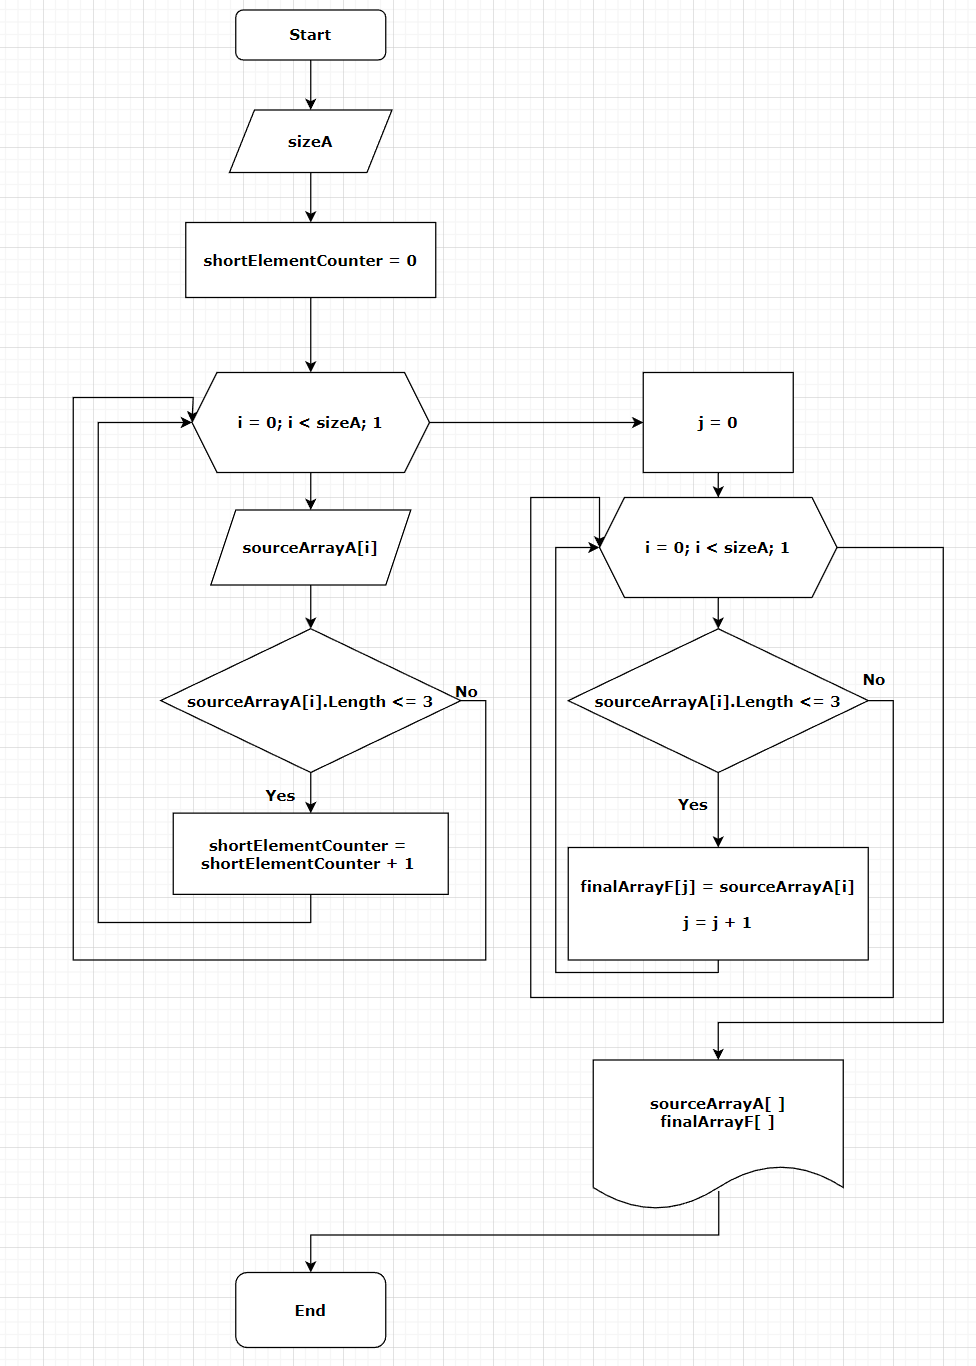 Start
sizeA
shortElementCounter = 0
i = 0; i < sizeA; 1
sourceArrayA[i]
sourceArrayA[i].Length <= 3
No
Yes
shortElementCounter =
shortElementCounter + 1
j = 0
i = 0; i < sizeA; 1
sourceArrayA[i].Length <= 3
No
Yes
finalArrayF[j] = sourceArrayA[i]
j = j + 1
sourceArrayA[ ]
finalArrayF[ ]
End